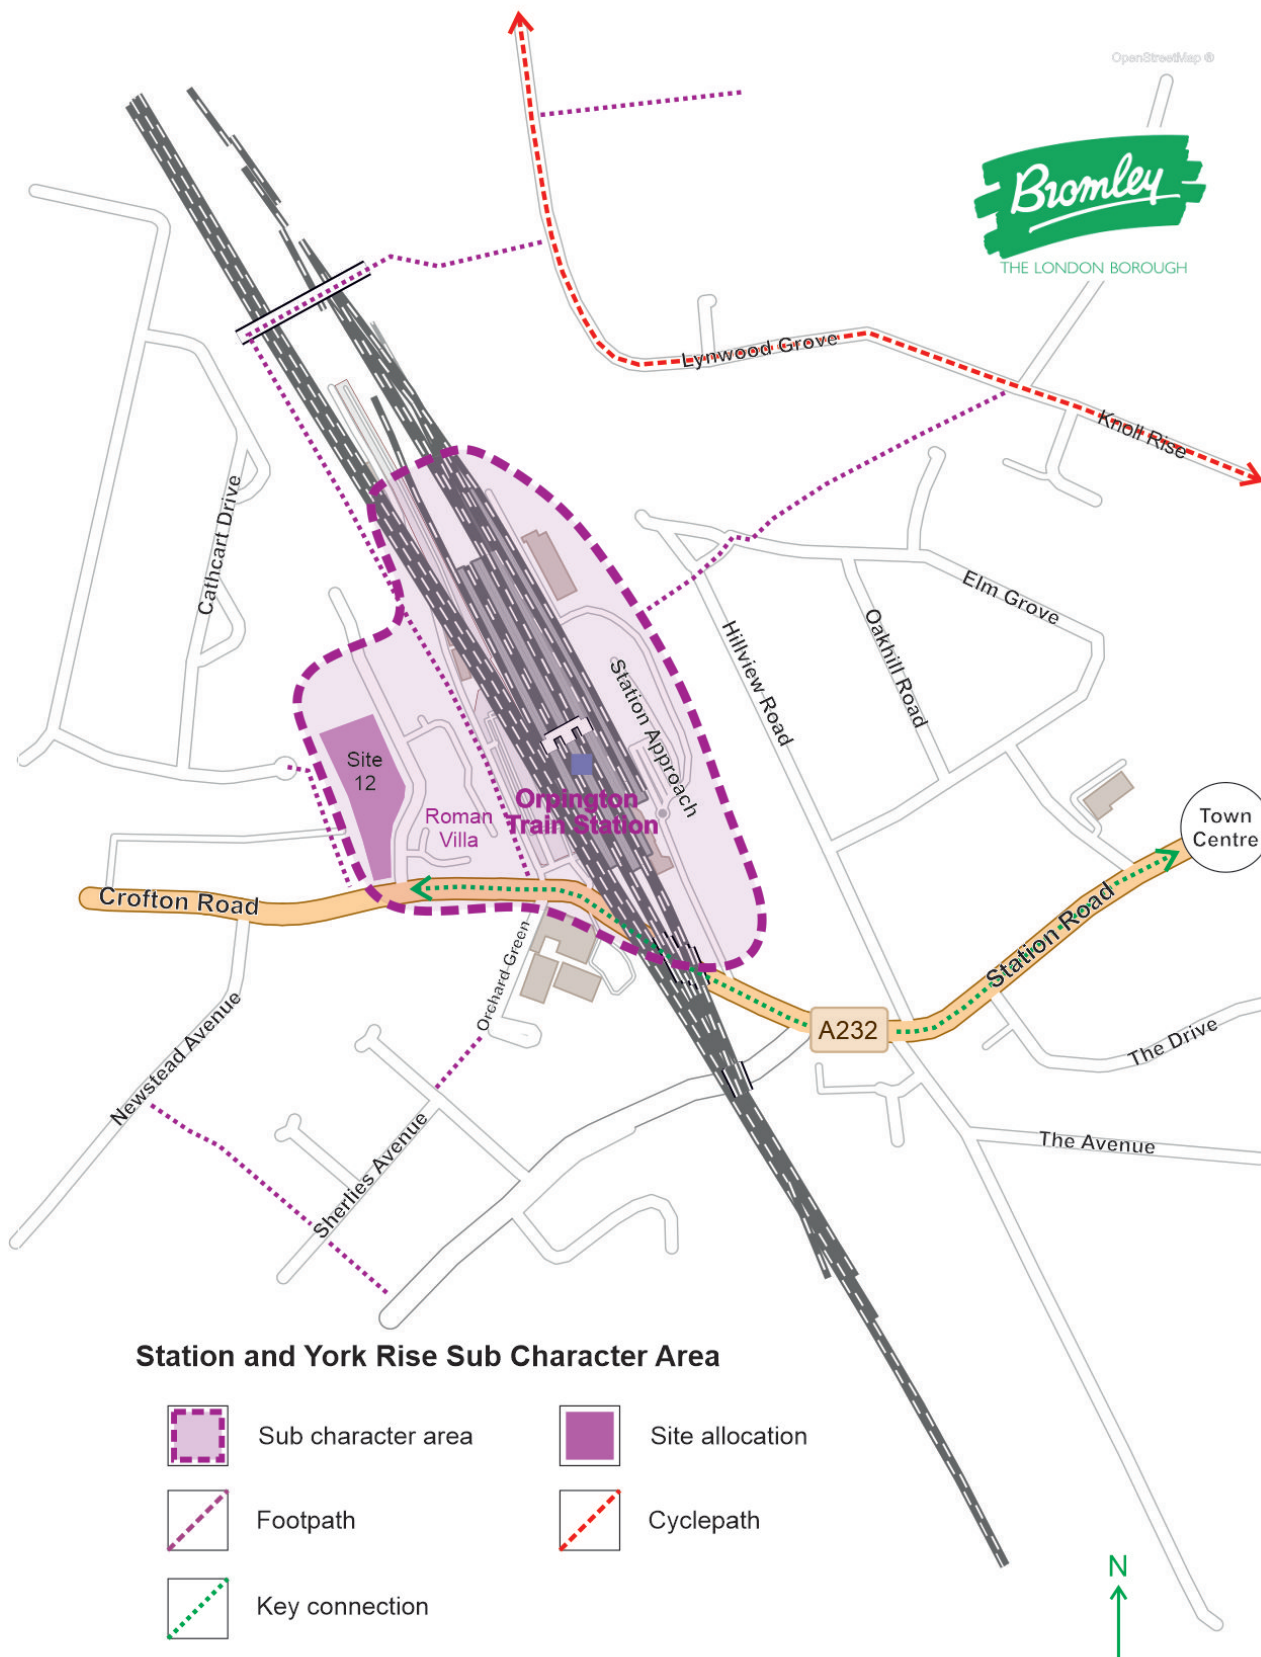 OpenStreetMap ®
Bromley
THE LONDON BOROUGH
Lynwood Grove
Knoll Rise
Cathcart Drive
Elm Grove
Oakhill Road
Hillview Road
Station Approach
Site
12
Roman
Villa
Orpington
Train Station
Town
Centre
Crofton Road
Station Road
Orchard Green
A232
Newstead Avenue
The Drive
Sherlies Avenue
The Avenue
Station and York Rise Sub Character Area
Sub character area
Site allocation
Footpath
Cyclepath
Key connection
N